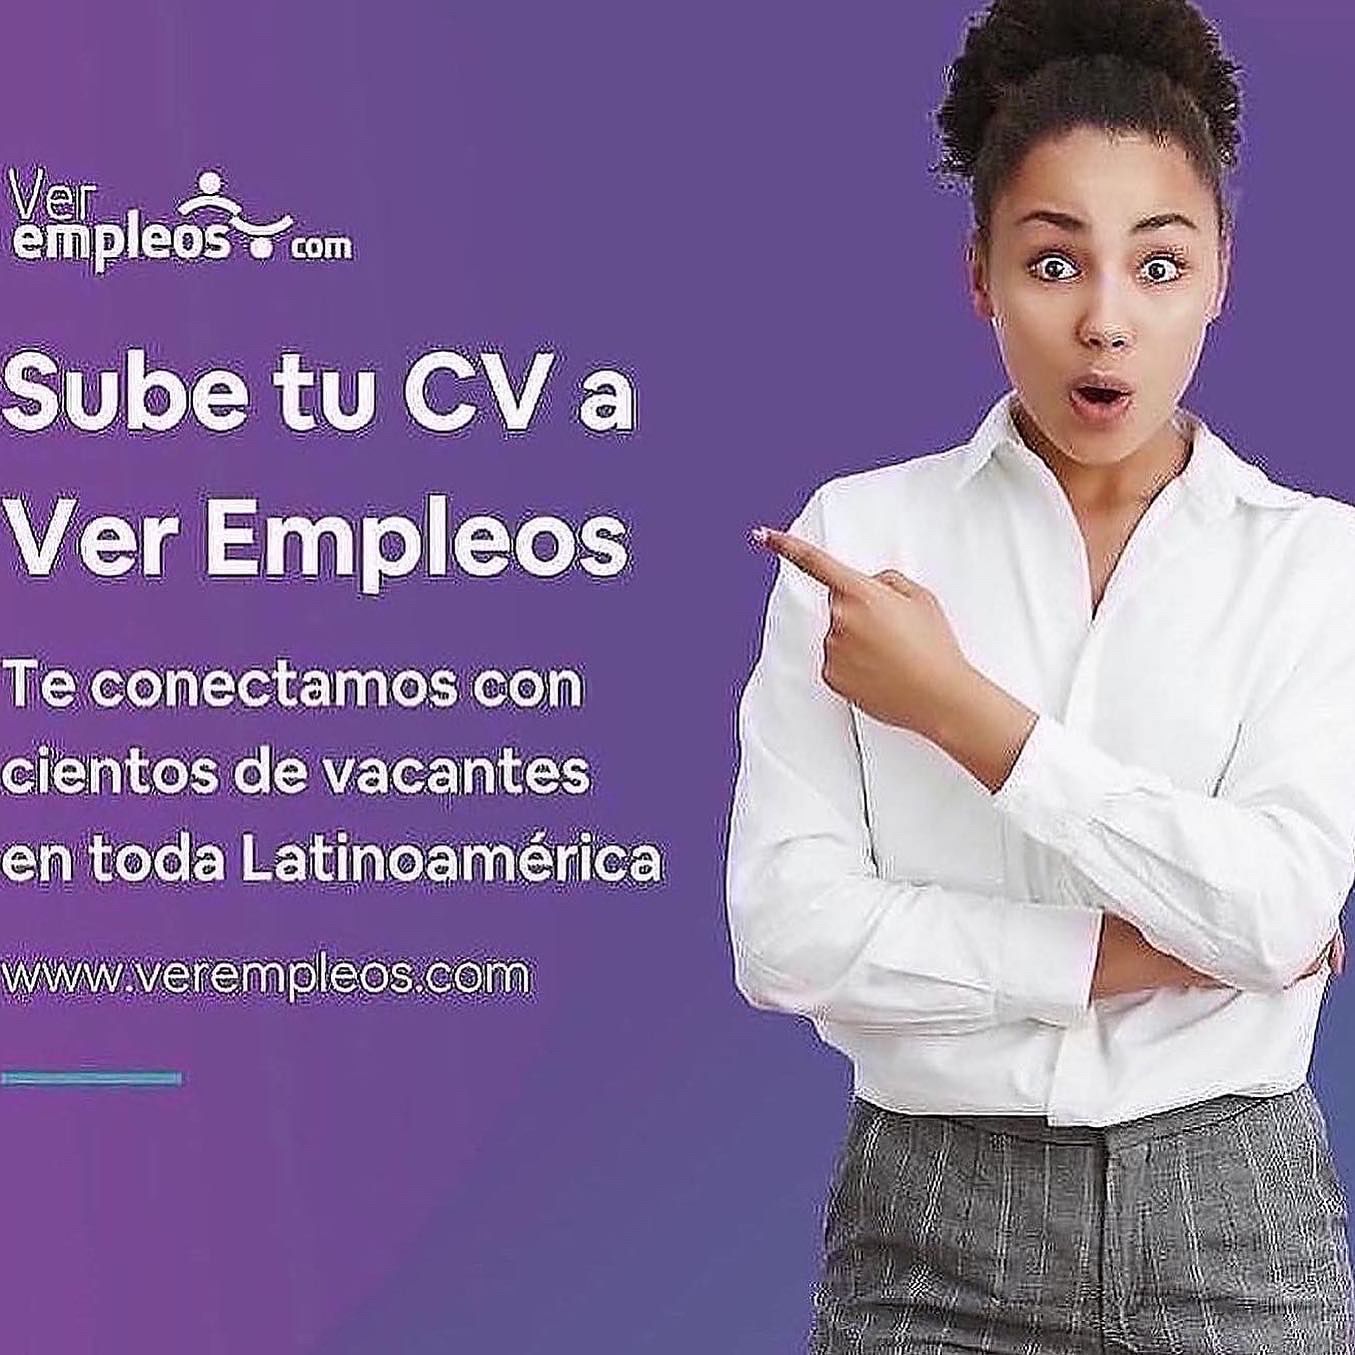 Ver
empleos.com
Sube tu CV a
Ver Empleos
Te conectamos con
cientos de vacantes
en toda Latinoamérica
www.verempleos.com